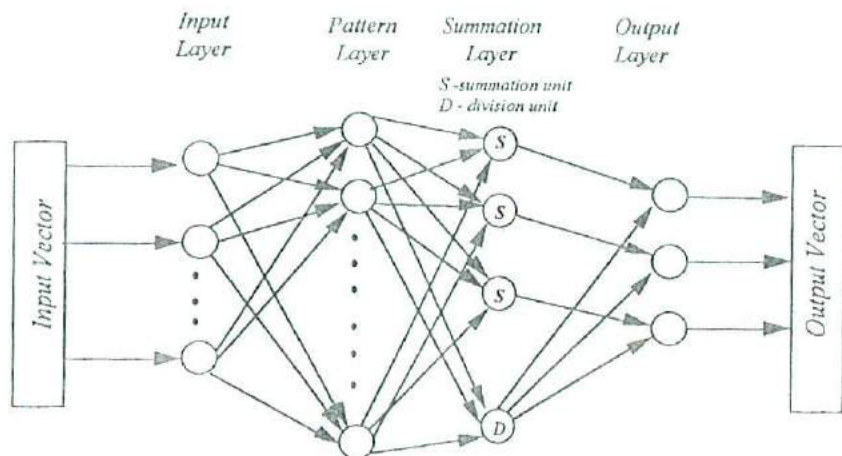 Input
Layer
Pattern
Layer
Summation
Layer
Output
Layer
S -summation unit
D - division unit
Input Vector
S
S
S
D
Output Vector